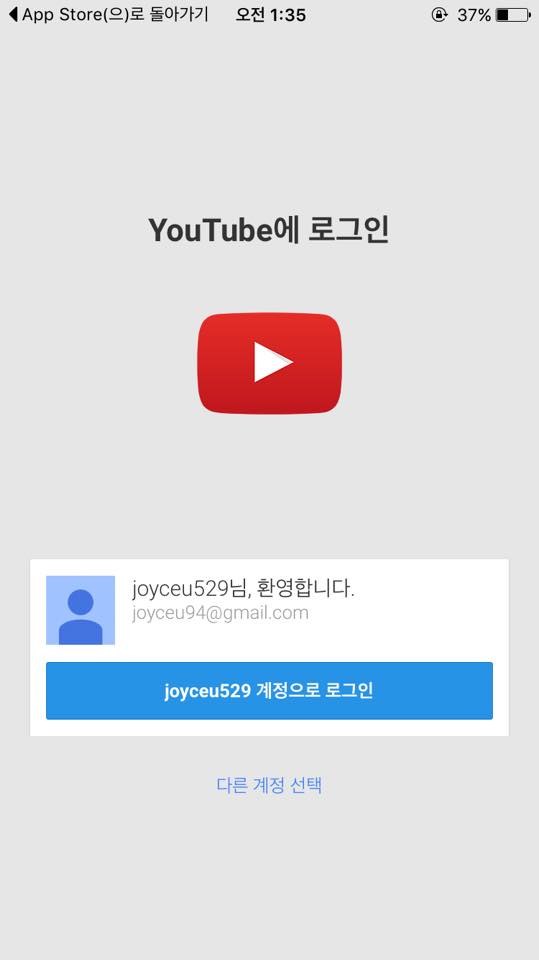 App Store(으)로 돌아가기 오전 1:35 37%
YouTube에 로그인
joyceu529님, 환영합니다.
joyceu94@gmail.com
joyceu529 계정으로 로그인
다른 계정 선택